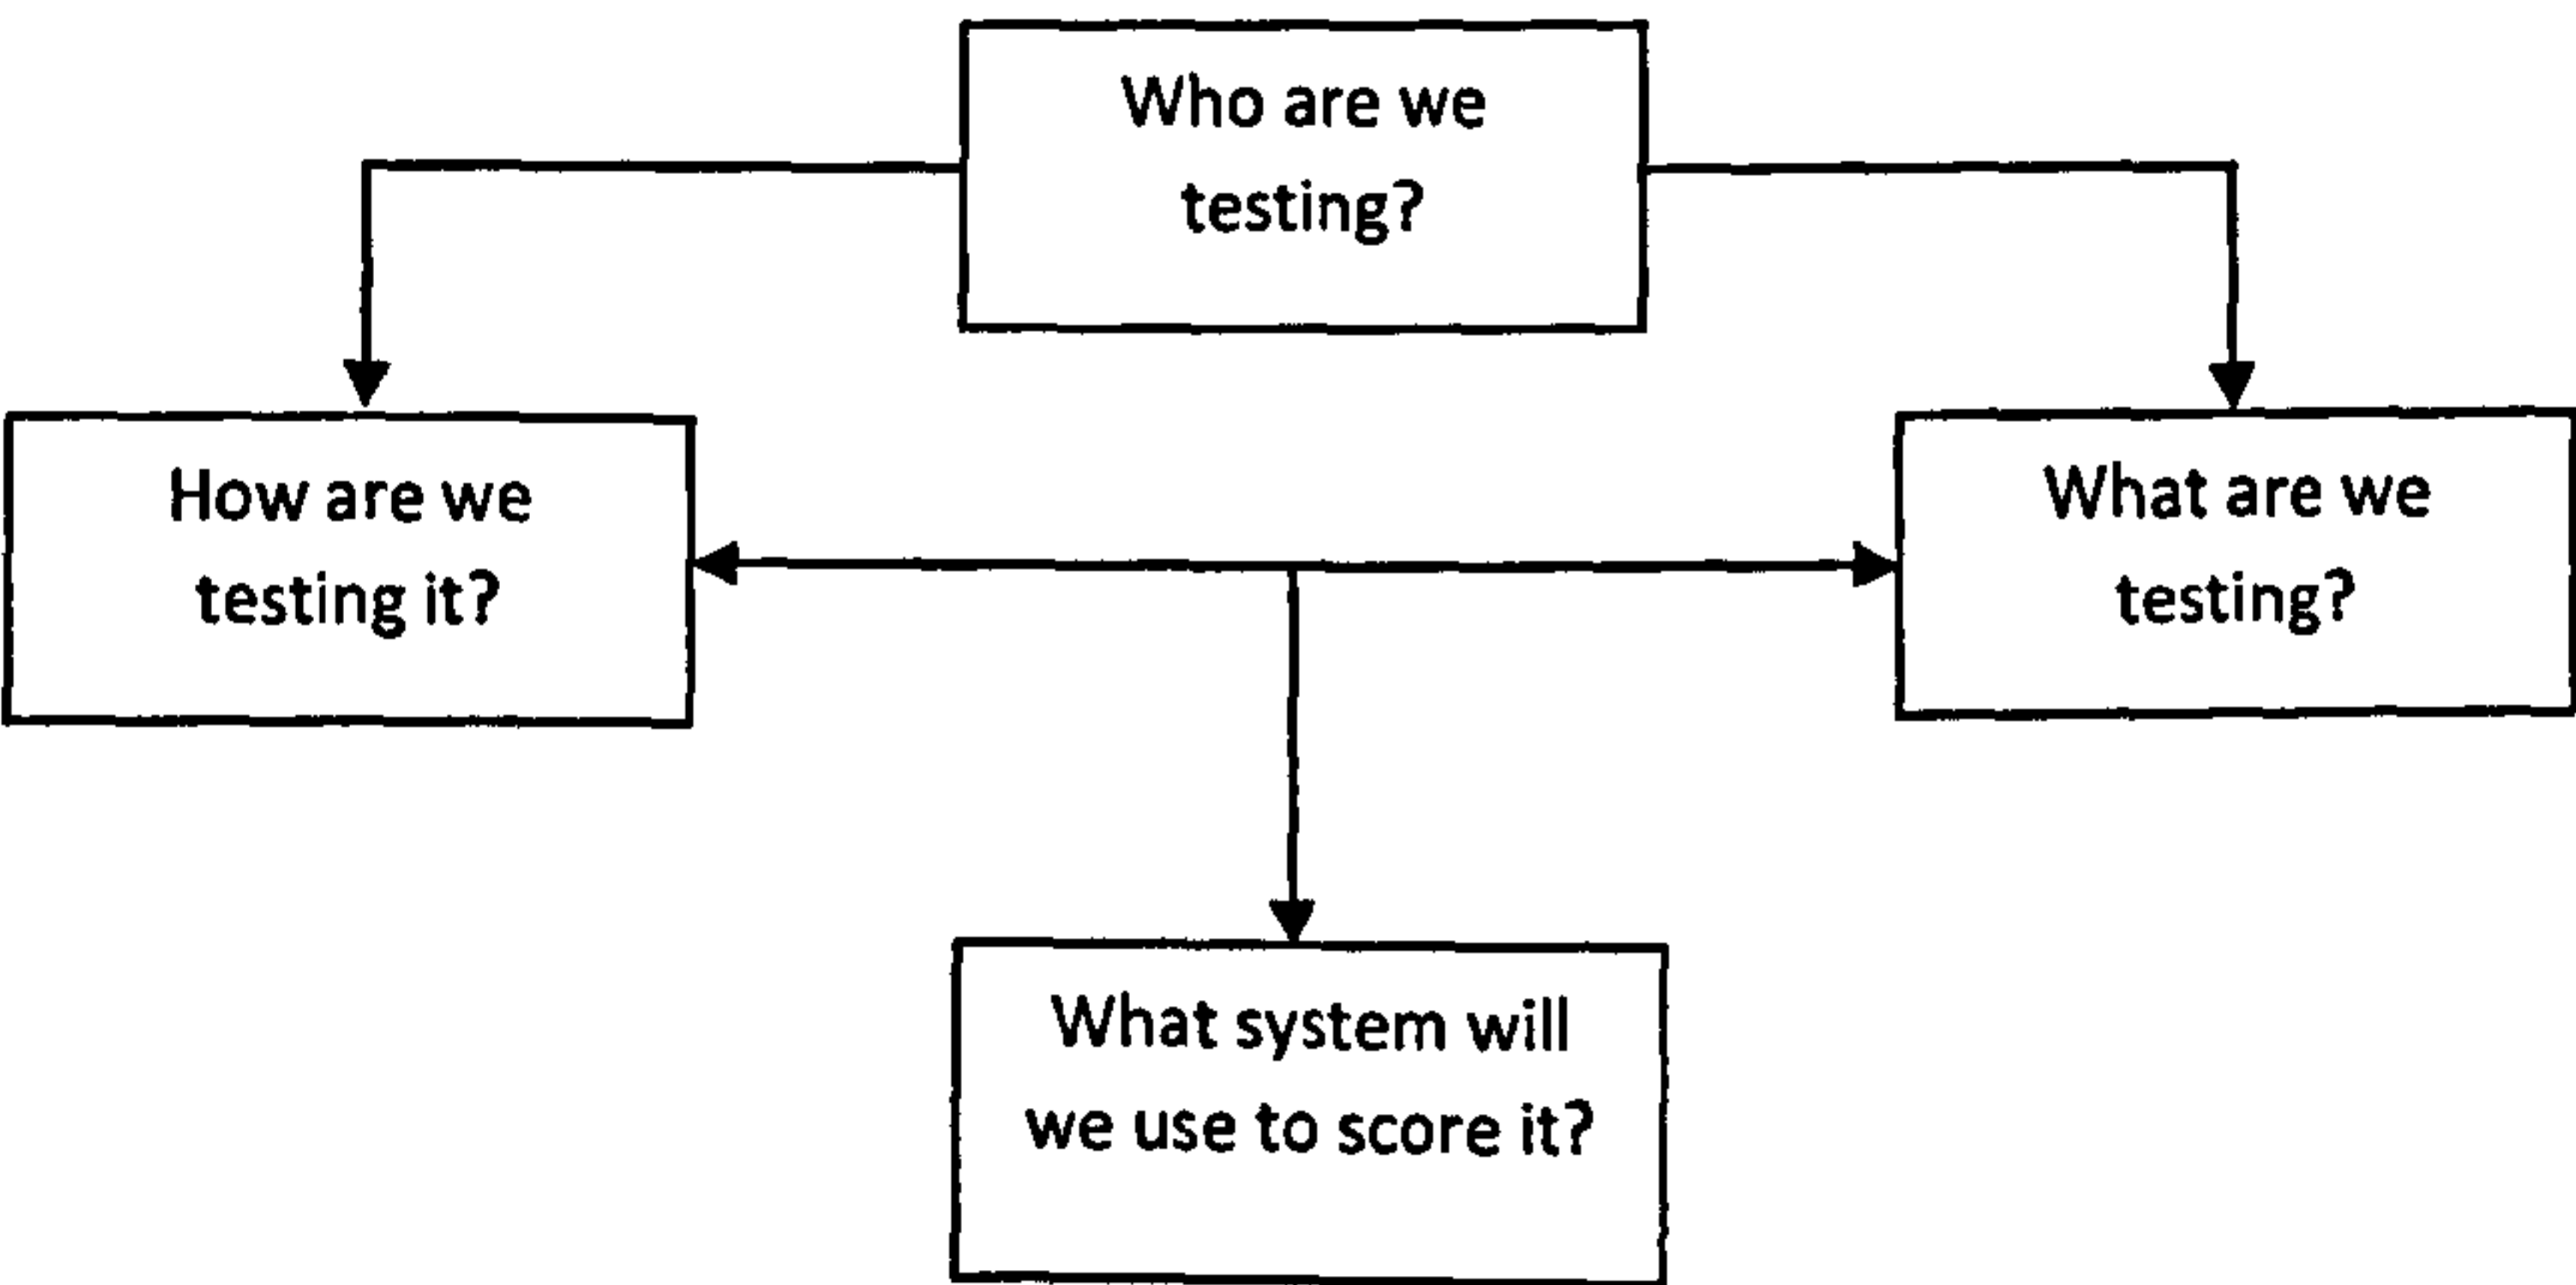 Who are we
testing?
How are we
testing it?
What are we
testing?
What system will
we use to score it?